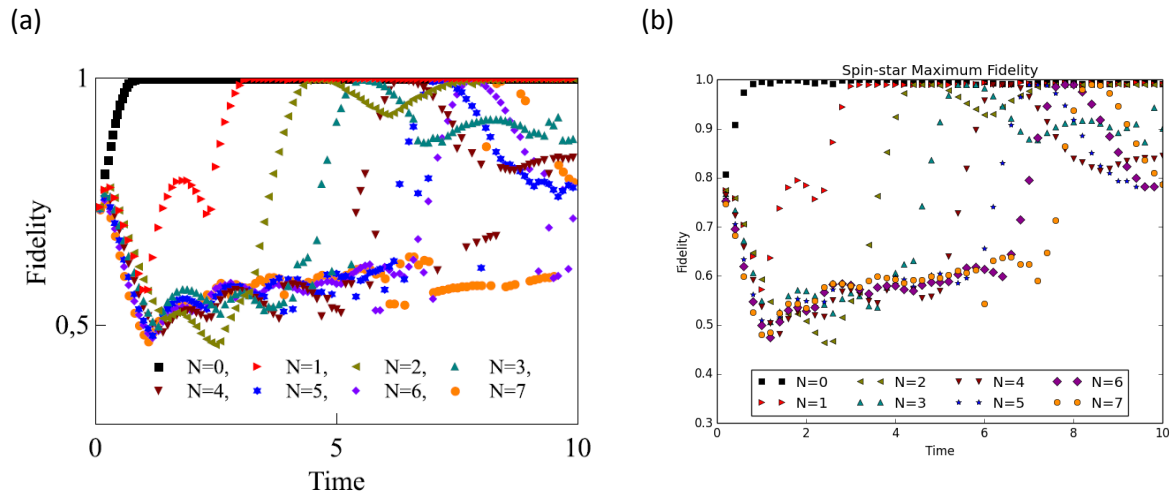 (a)
(b)
1
Fidelity
0,5
N=0, N=1, N=2, N=3,
N=4, N=5, N=6, N=7
0 5 10
Time
Spin-star Maximum Fidelity
1.0
0.9
0.8
0.7
0.6
0.5
0.4
0.3
Fidelity
N=0 N=2 N=4 N=6
N=1 N=3 N=5 N=7
0 2 4 6 8 10
Time